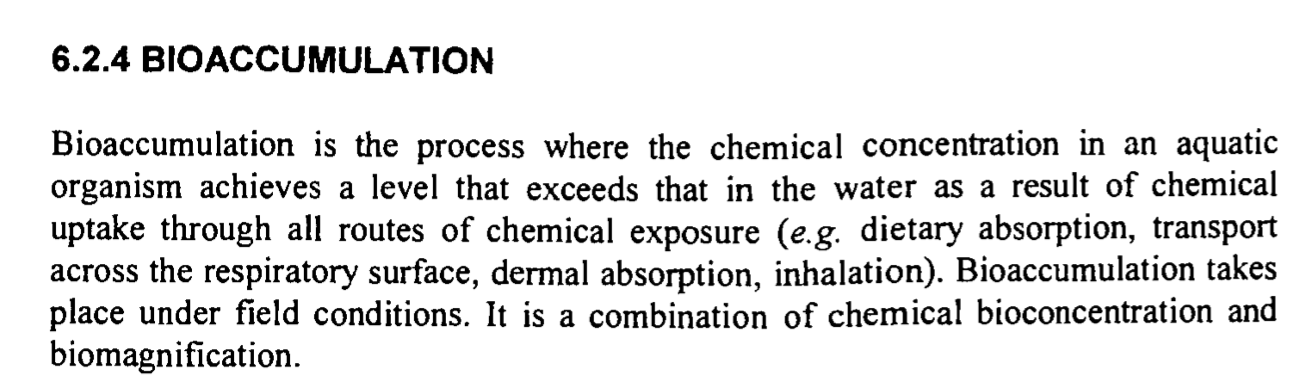 6.2.4 BIOACCUMULATION
Bioaccumulation is the process where the chemical concentration in an aquatic
organism achieves a level that exceeds that in the water as a result of chemical
uptake through all routes of chemical exposure (e.g. dietary absorption, transport
across the respiratory surface, dermal absorption, inhalation). Bioaccumulation takes
place under field conditions. It is a combination of chemical bioconcentration and
biomagnification.